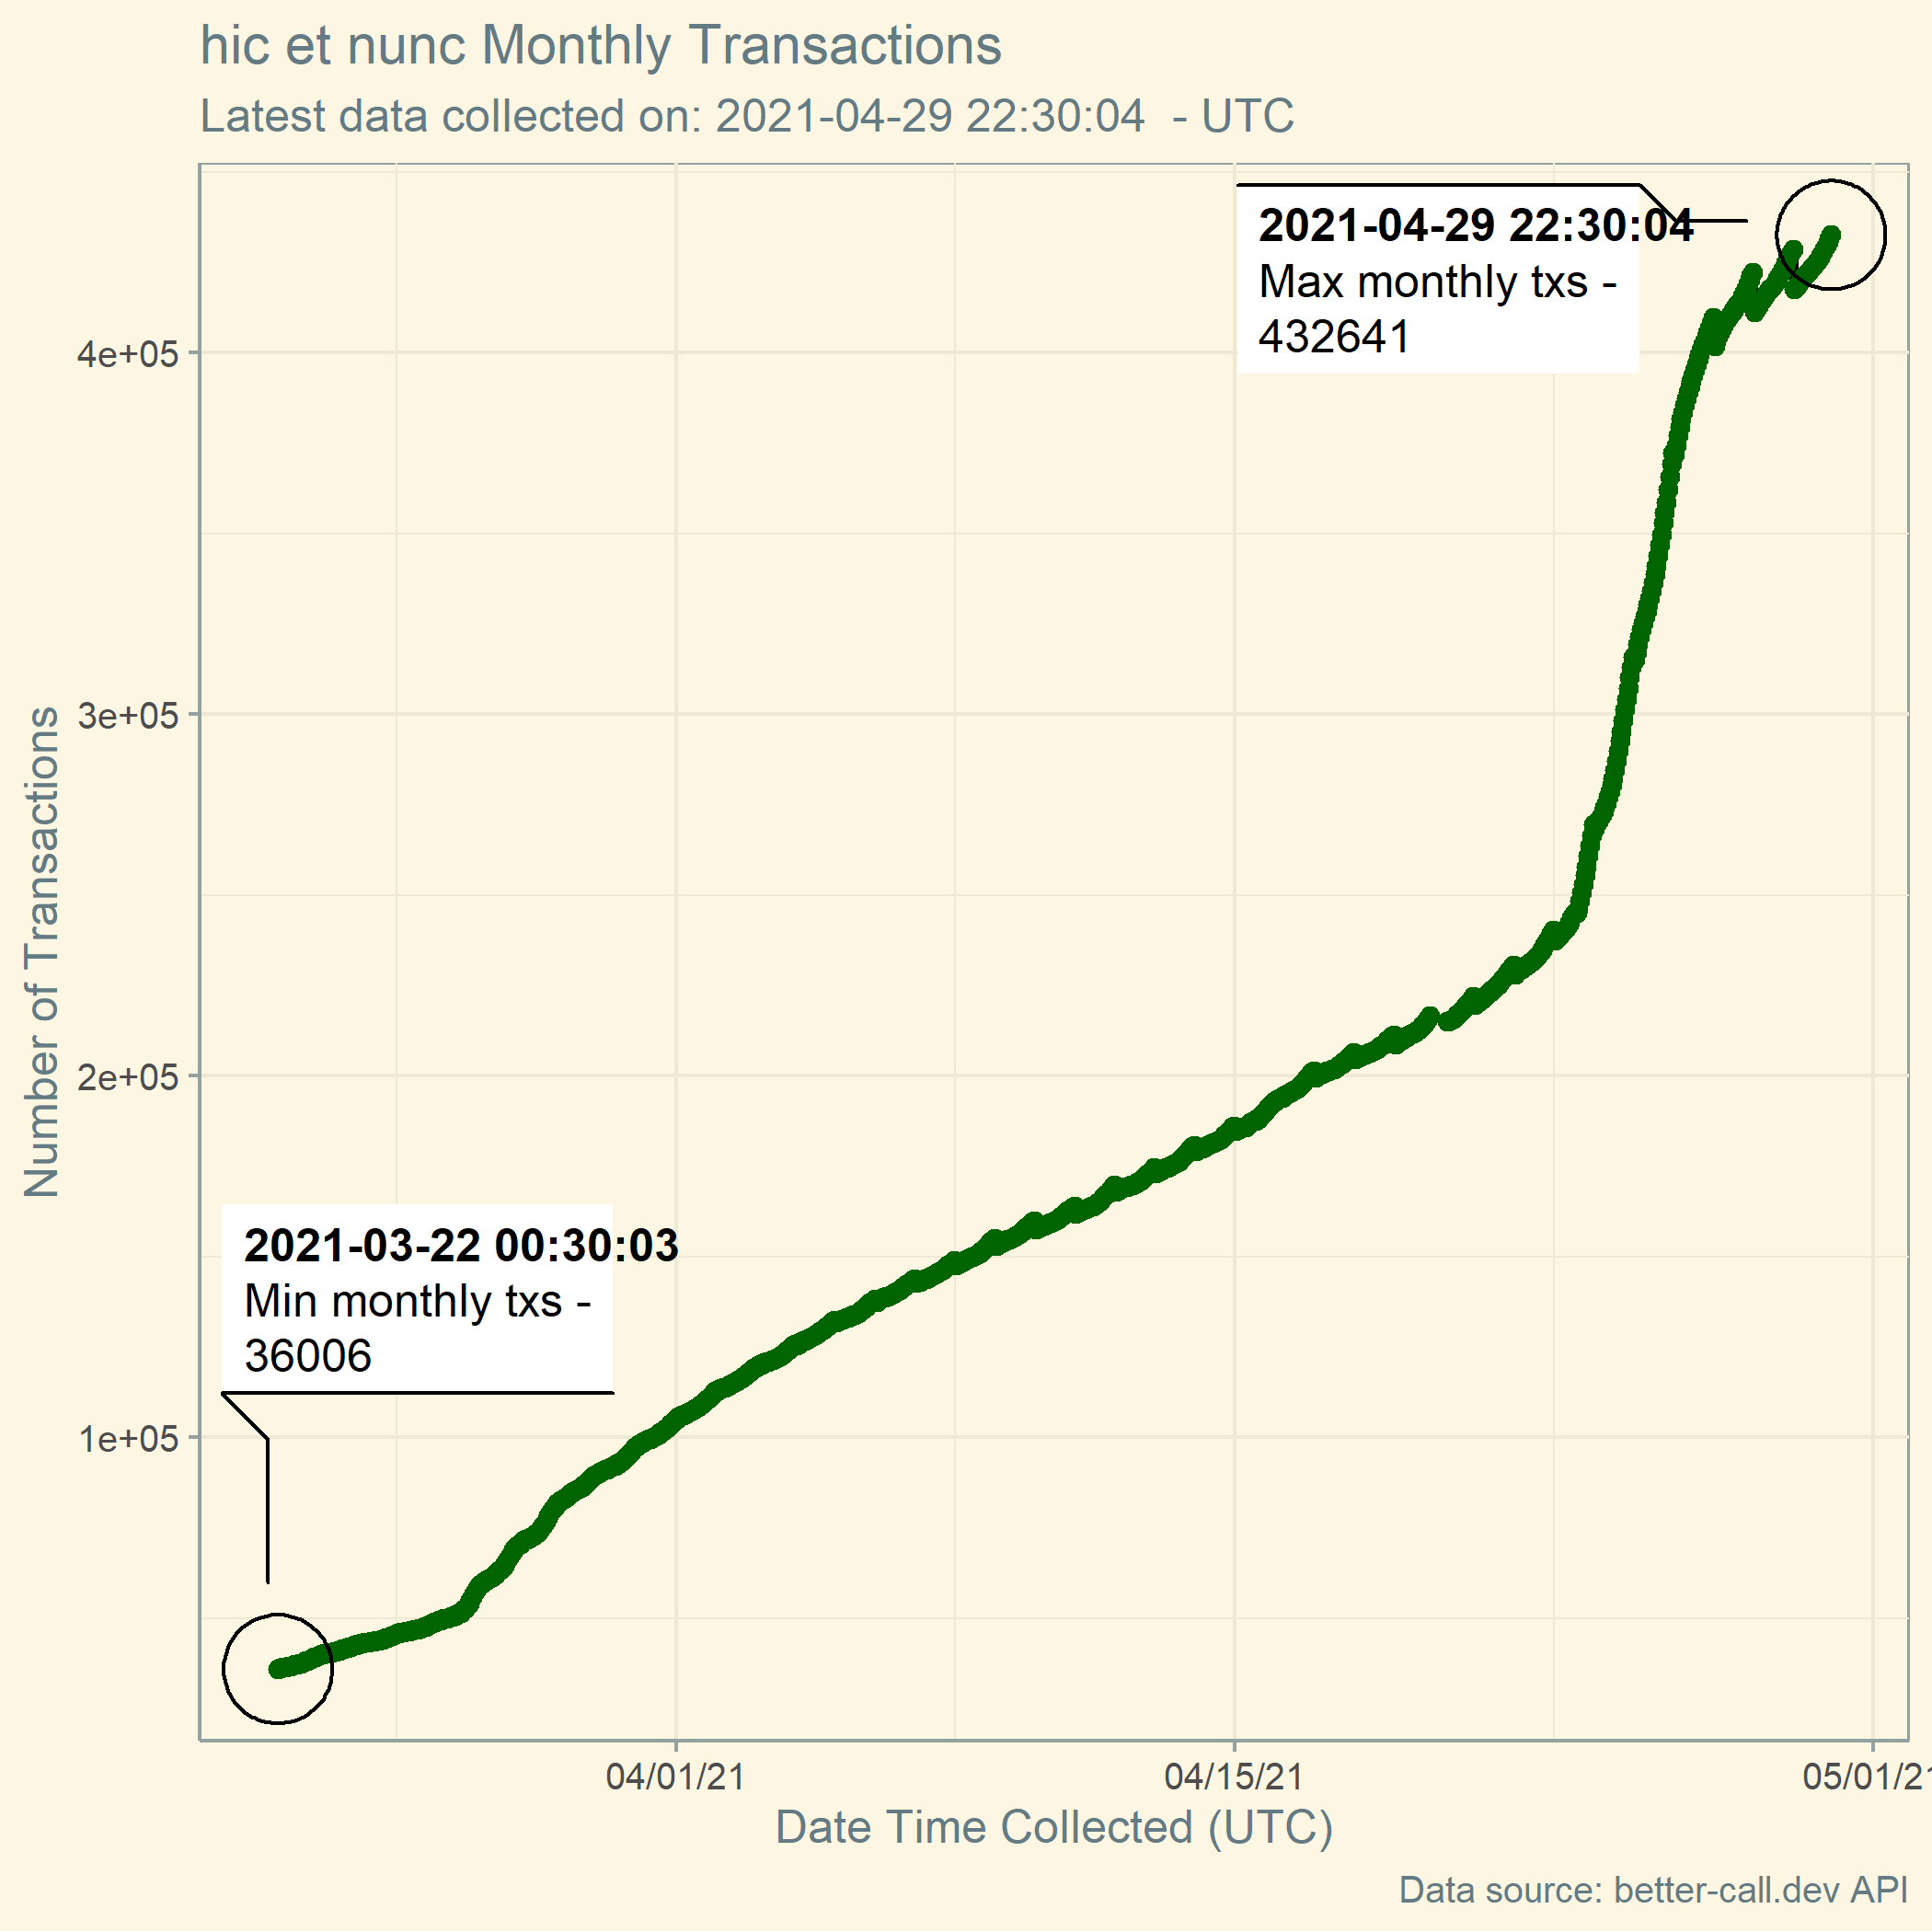 hic et nunc Monthly Transactions
Latest data collected on: 2021-04-29 22:30:04  - UTC
2021-04-29 22:30:04
Max monthly txs -
432641
4e+05
3e+05
2e+05
1e+05
Number of Transactions
2021-03-22 00:30:03
Min monthly txs -
36006
04/01/21
04/15/21
05/01/21
Date Time Collected (UTC)
Data source: better-call.dev API